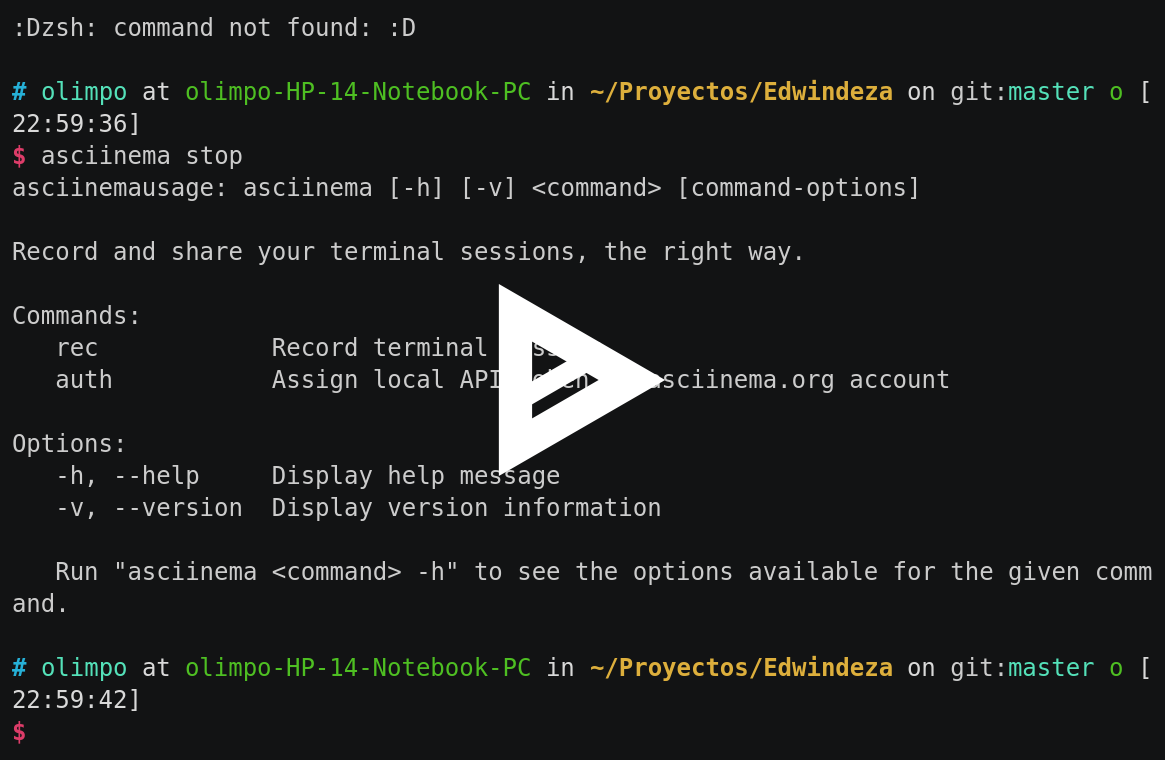 :Dzsh: command not found: :D
# olimpo at olimpo-HP-14-Notebook-PC in ~/Proyectos/Edwindeza on git:master o [
22:59:36]
$ asciinema stop
asciinemausage: asciinema [-h] [-v] <command> [command-options]
Record and share your terminal sessions, the right way.
Commands:
rec Record terminal
auth Assign local API asciinema.org account
Options:
-h, --help Display help message
-v, --version Display version information
Run "asciinema <command> -h" to see the options available for the given comm
and.
# olimpo at olimpo-HP-14-Notebook-PC in ~/Proyectos/Edwindeza on git:master o [
22:59:42]
$